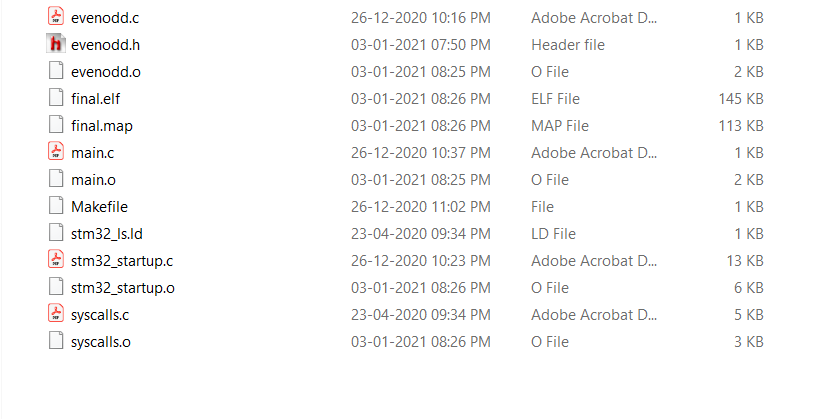 evenodd.c 26-12-2020 10:16 PM Adobe Acrobat D... 1 KB
evenodd.h 03-01-2021 07:50 PM Header file 1 KB
evenodd.o 03-01-2021 08:25 PM O File 2 KB
final.elf 03-01-2021 08:26 PM ELF File 145 KB
final.map 03-01-2021 08:26 PM MAP File 113 KB
main.c 26-12-2020 10:37 PM Adobe Acrobat D... 1 KB
main.o 03-01-2021 08:25 PM O File 2 KB
Makefile 26-12-2020 11:02 PM File 1 KB
stm32_ls.ld 23-04-2020 09:34 PM LD File 1 KB
stm32_startup.c 26-12-2020 10:23 PM Adobe Acrobat D... 13 KB
stm32_startup.o 03-01-2021 08:26 PM O File 6 KB
syscalls.c 23-04-2020 09:34 PM Adobe Acrobat D... 5 KB
syscalls.o 03-01-2021 08:26 PM O File 3 KB